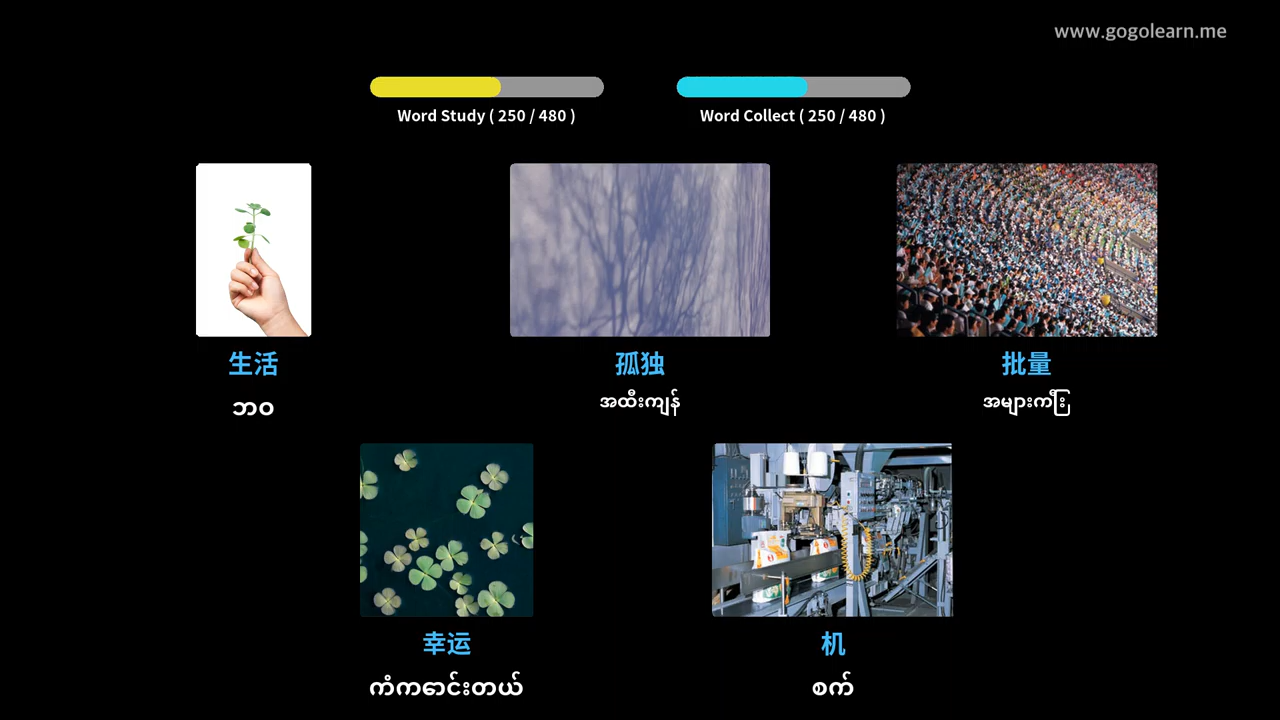 www.gogolearn.me
Word Study ( 250 / 480 )
Word Collect ( 250 / 480 )
生活
孤独
批量
ဘဝ
အထီးကျန်
အများကြီး
幸运
机
ကံကောင်းတယ်
စက်